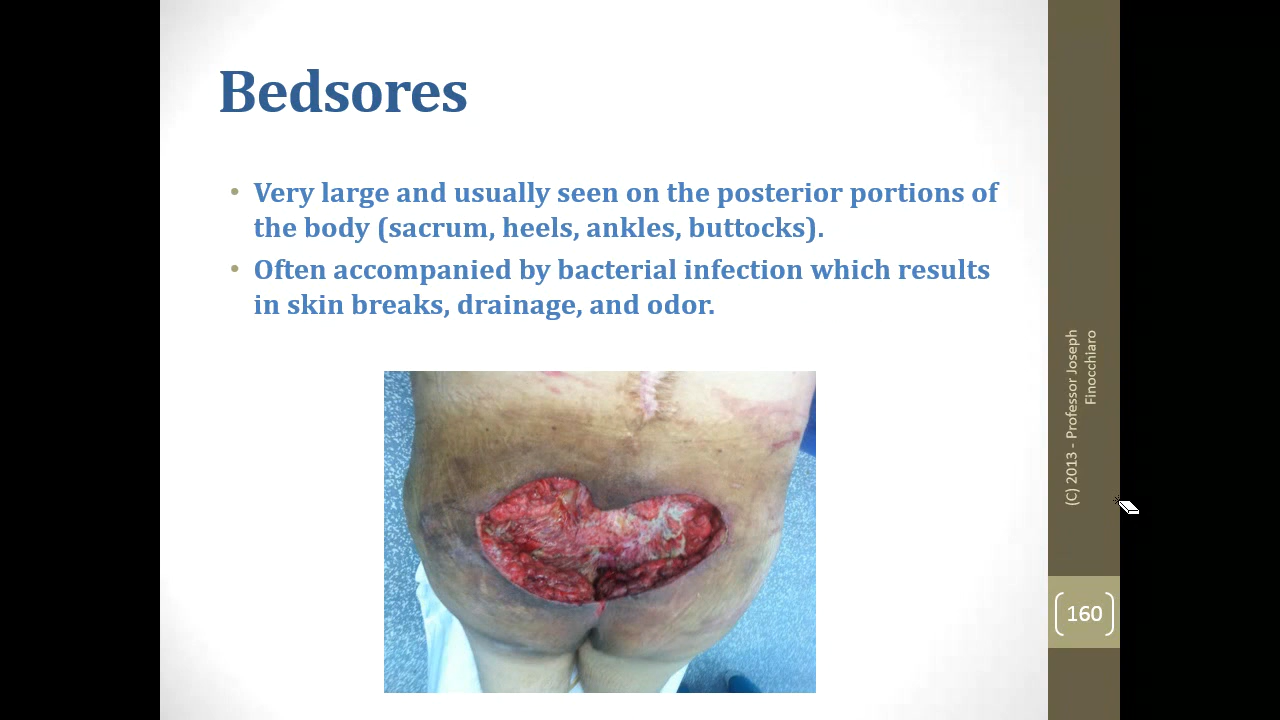 Bedsores
• Very large and usually seen on the posterior portions of
the body (sacrum, heels, ankles, buttocks).
• Often accompanied by bacterial infection which results
in skin breaks, drainage, and odor.
(C) 2013 - Professor Joseph
Finocchiaro
160